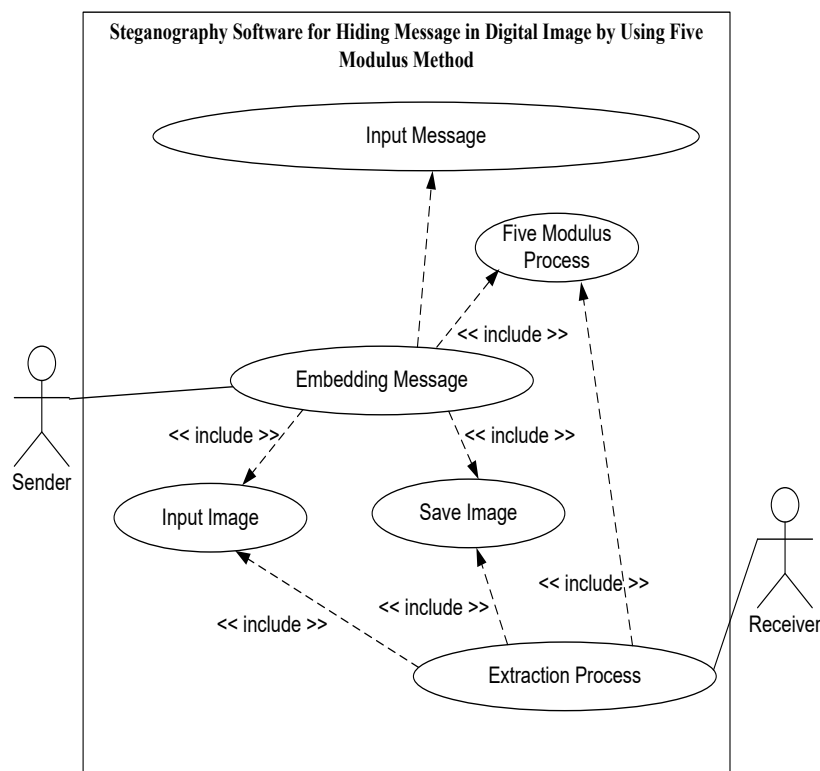 Steganography Software for Hiding Message in Digital Image by Using Five
Modulus Method
Input Message
Five Modulus
Process
<< include >>
Embedding Message
<< include >>
<< include >>
Sender
Input Image
Save Image
<< include >>
<< include >>
<< include >>
Receiver
Extraction Process